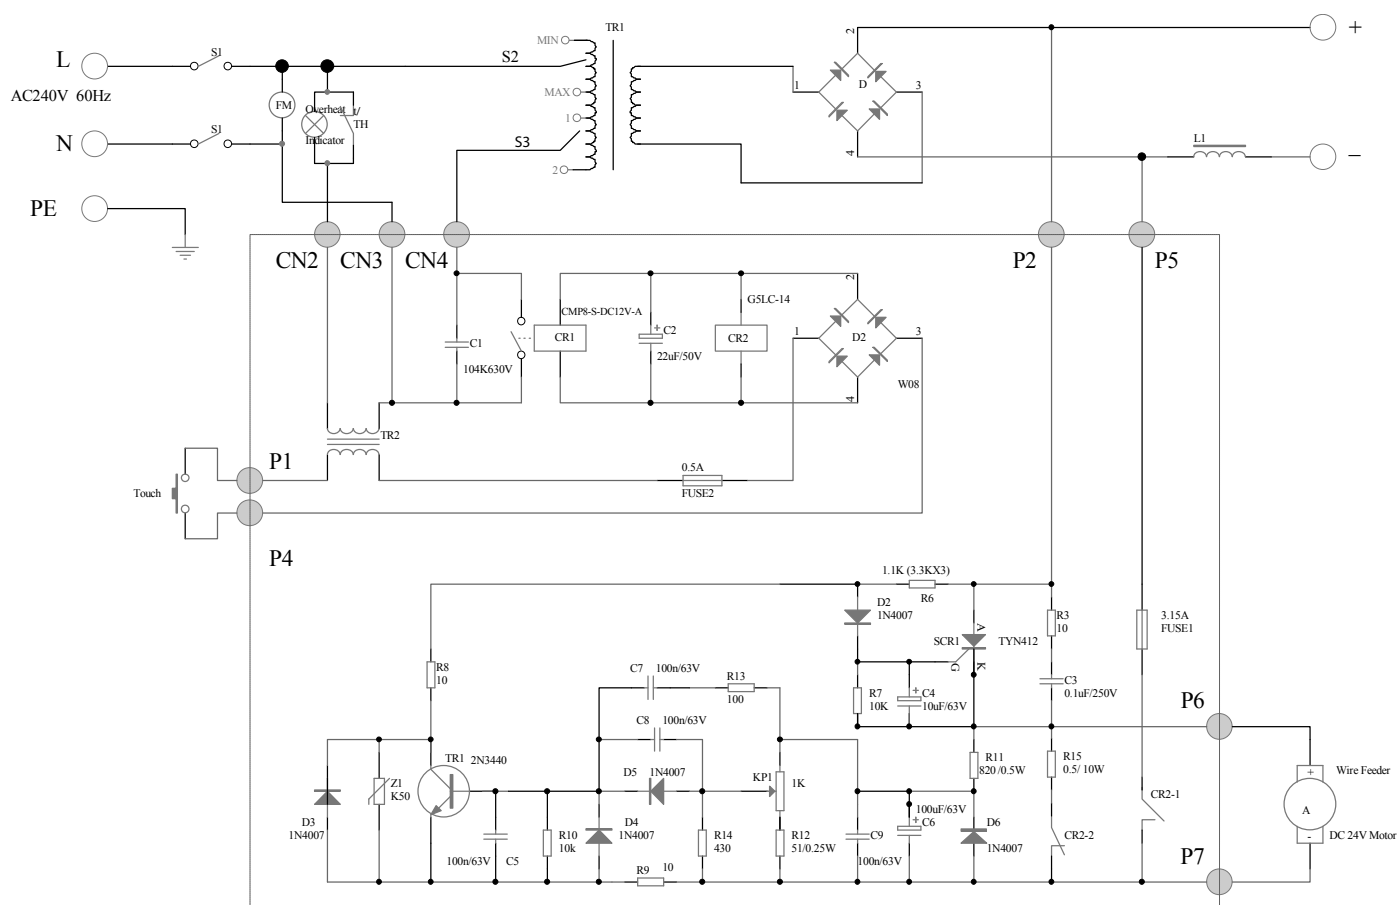 TR1
MIN
S2
S1
L
AC240V 60Hz
MAX
1
2
D
1
3
4
+
FM
Overheat
Indicator
t/
TH
S1
N
S3
2
L1
−
PE
CN2
CN3
CN4
P2
P5
G5LC-14
CMP8-S-DC12V-A
2
C1
104K630V
CR1
+
C2
22uF/50V
CR2
1
D2
3
W08
4
TR2
P1
0.5A
FUSE2
Touch
P4
1.1K (3.3KX3)
R6
D2
1N4007
SCR1
A
TYN412
K
G
R3
10
3.15A
FUSE1
R8
10
C7
100n/63V
R13
100
R7
10K
+
C4
10uF/63V
C3
0.1uF/250V
P6
C8
100n/63V
TR1
2N3440
D5
1N4007
KP1
1K
R11
820/0.5W
R15
0.5/ 10W
Z1
K50
D3
1N4007
CR2-1
+
Wire Feeder
A
-
DC 24V Motor
100uF/63V
+
C6
D6
1N4007
CR2-2
100n/63V
C5
R10
10k
D4
1N4007
R14
430
R12
51/0.25W
C9
100n/63V
R9
10
P7